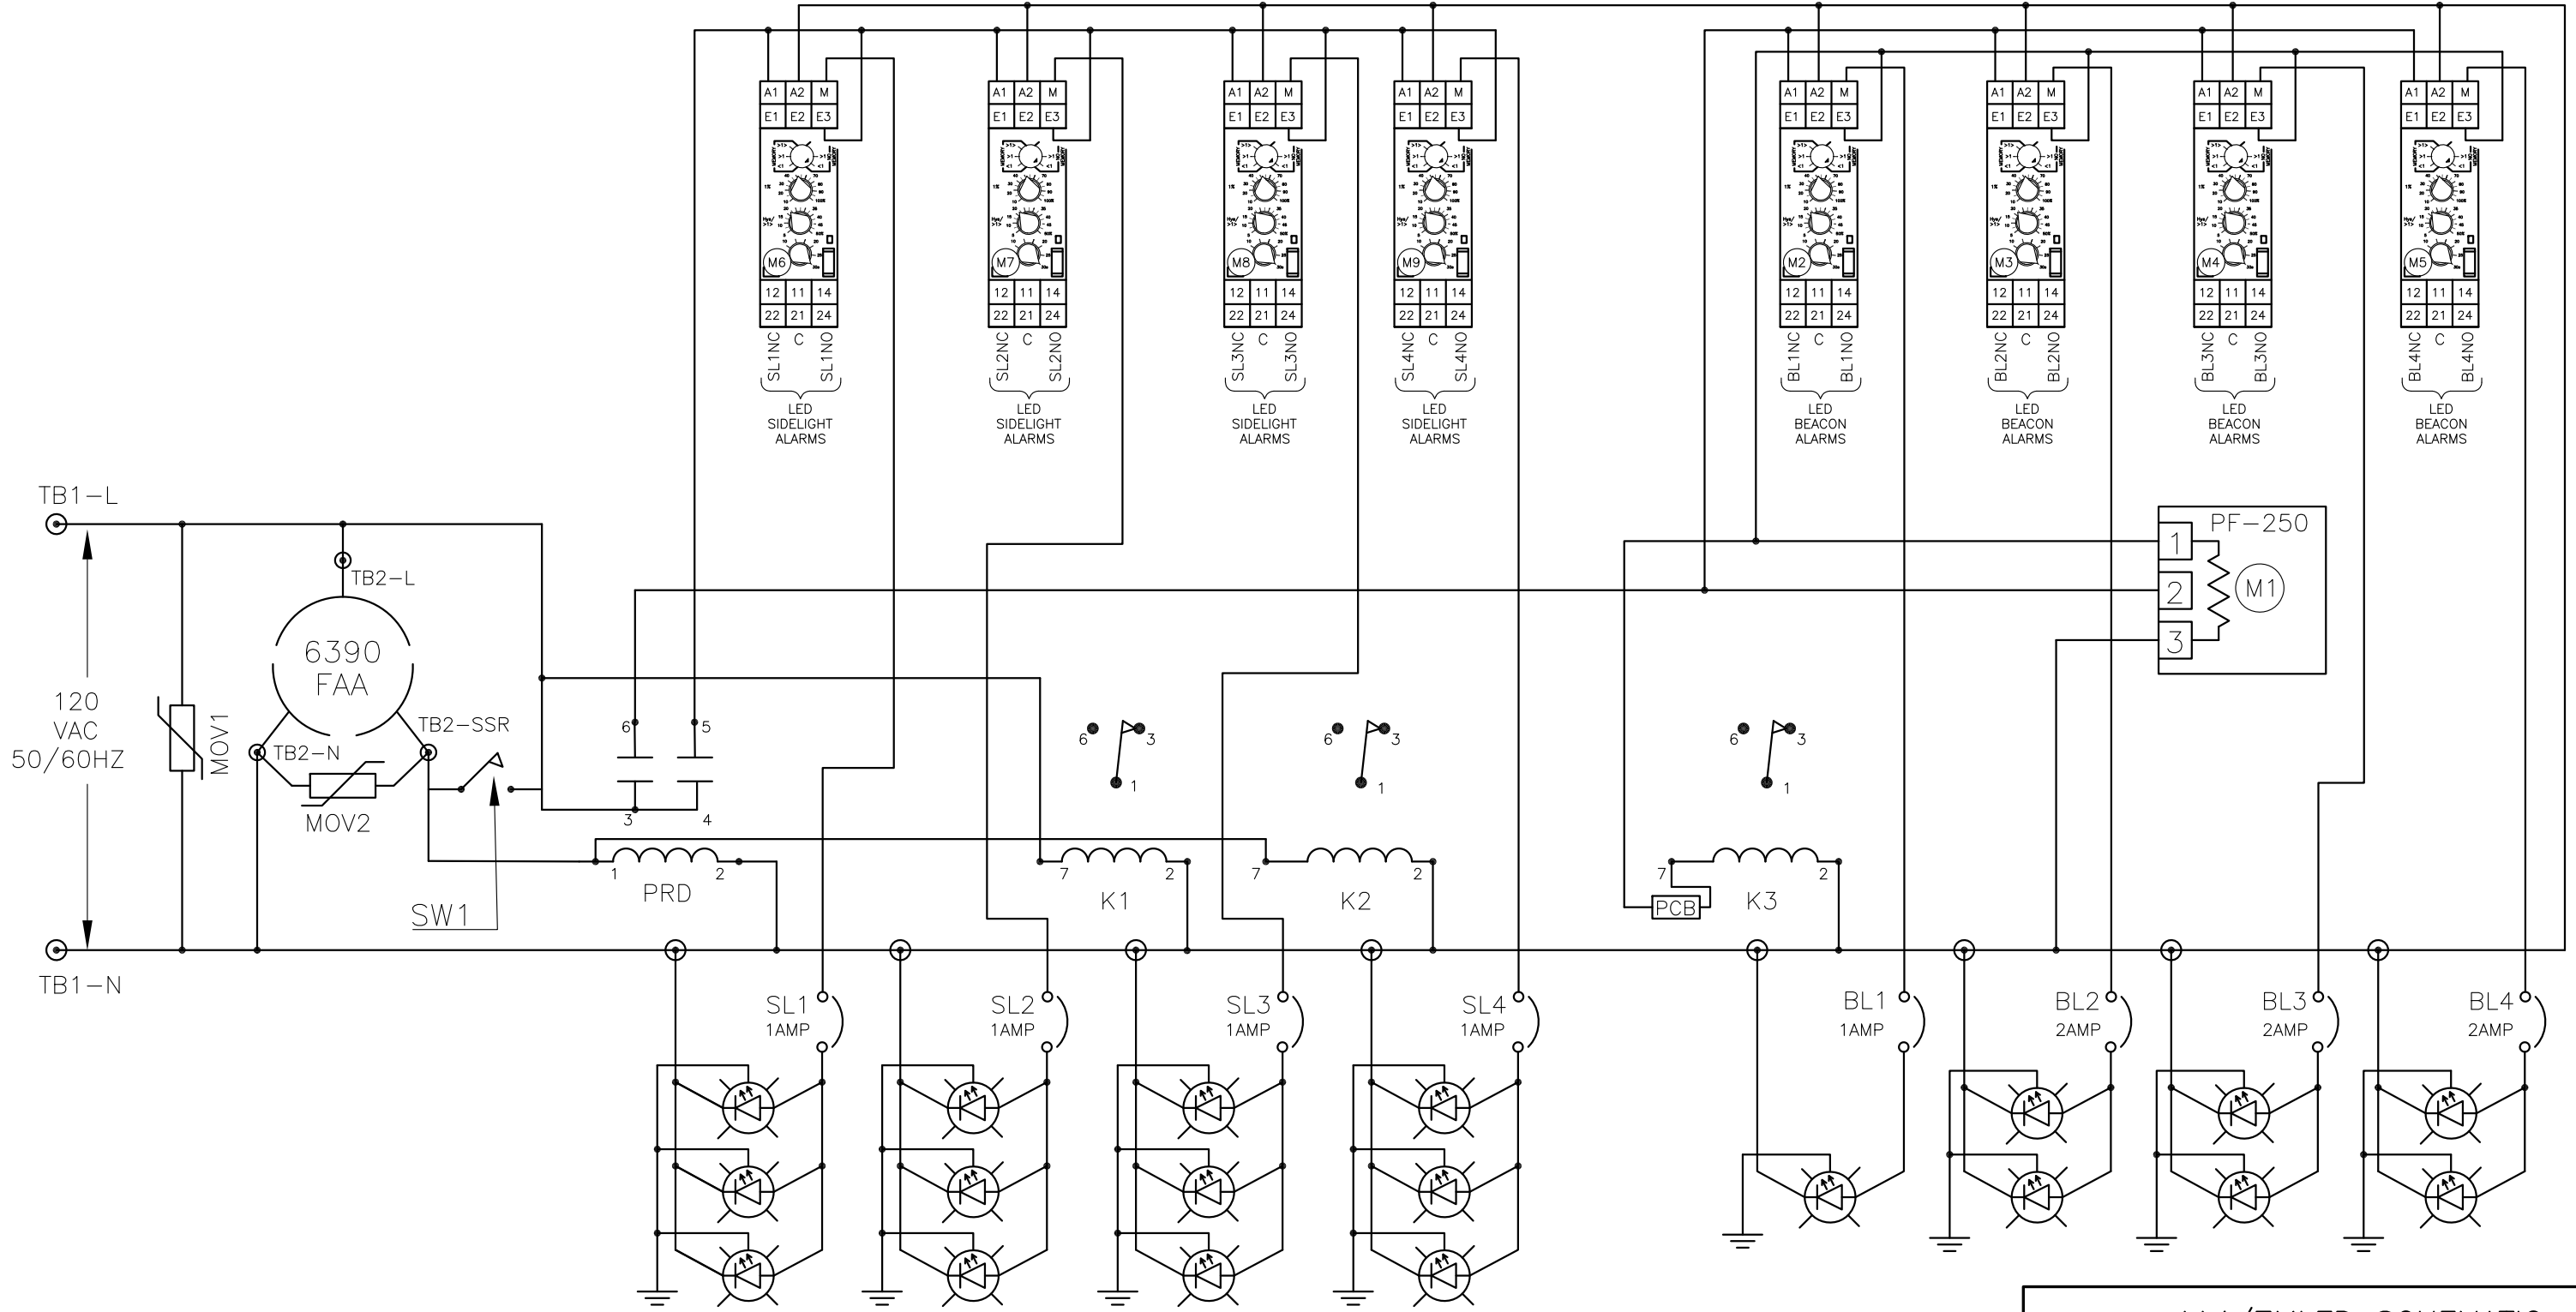 A1 A2 M
E1 E2 E3
M6
12 11 14
22 21 24
SL1NC C SL1NO
LED
SIDELIGHT
ALARMS
A1 A2 M
E1 E2 E3
M7
12 11 14
22 21 24
SL2NC C SL2NO
LED
SIDELIGHT
ALARMS
A1 A2 M
E1 E2 E3
M8
12 11 14
22 21 24
SL3NC C SL3NO
LED
SIDELIGHT
ALARMS
A1 A2 M
E1 E2 E3
M9
12 11 14
22 21 24
SL4NC C SL4NO
LED
SIDELIGHT
ALARMS
A1 A2 M
E1 E2 E3
M2
12 11 14
22 21 24
BL1NC C BL1NO
LED
BEACON
ALARMS
A1 A2 M
E1 E2 E3
M3
12 11 14
22 21 24
BL2NC C BL2NO
LED
BEACON
ALARMS
A1 A2 M
E1 E2 E3
M4
12 11 14
22 21 24
BL3NC C BL3NO
LED
BEACON
ALARMS
A1 A2 M
E1 E2 E3
M5
12 11 14
22 21 24
BL4NC C BL4NO
LED
BEACON
ALARMS
TB1-L
TB2-L
6390
FAA
120
VAC
50/60HZ
MOV1
TB2-N
TB2-SSR
MOV2
SW1
TB1-N
6 5
3 4
1 2
PRD
6 3
1
7 2
K1
6 3
1
7 2
K2
6 3
1
7 2
PCB
K3
PF-250
1
2
3
M1
SL1
1AMP
SL2
1AMP
SL3
1AMP
SL4
1AMP
BL1
1AMP
BL2
2AMP
BL3
2AMP
BL4
2AMP